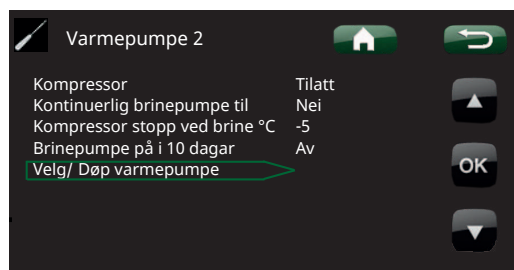 Varmepumpe 2
Kompressor Tilatt
Kontinuerlig brinepumpe til Nei
Kompressor stopp ved brine °C -5
Brinepumpe på i 10 dagar Av
Velg/ Døp varmepumpe
OK